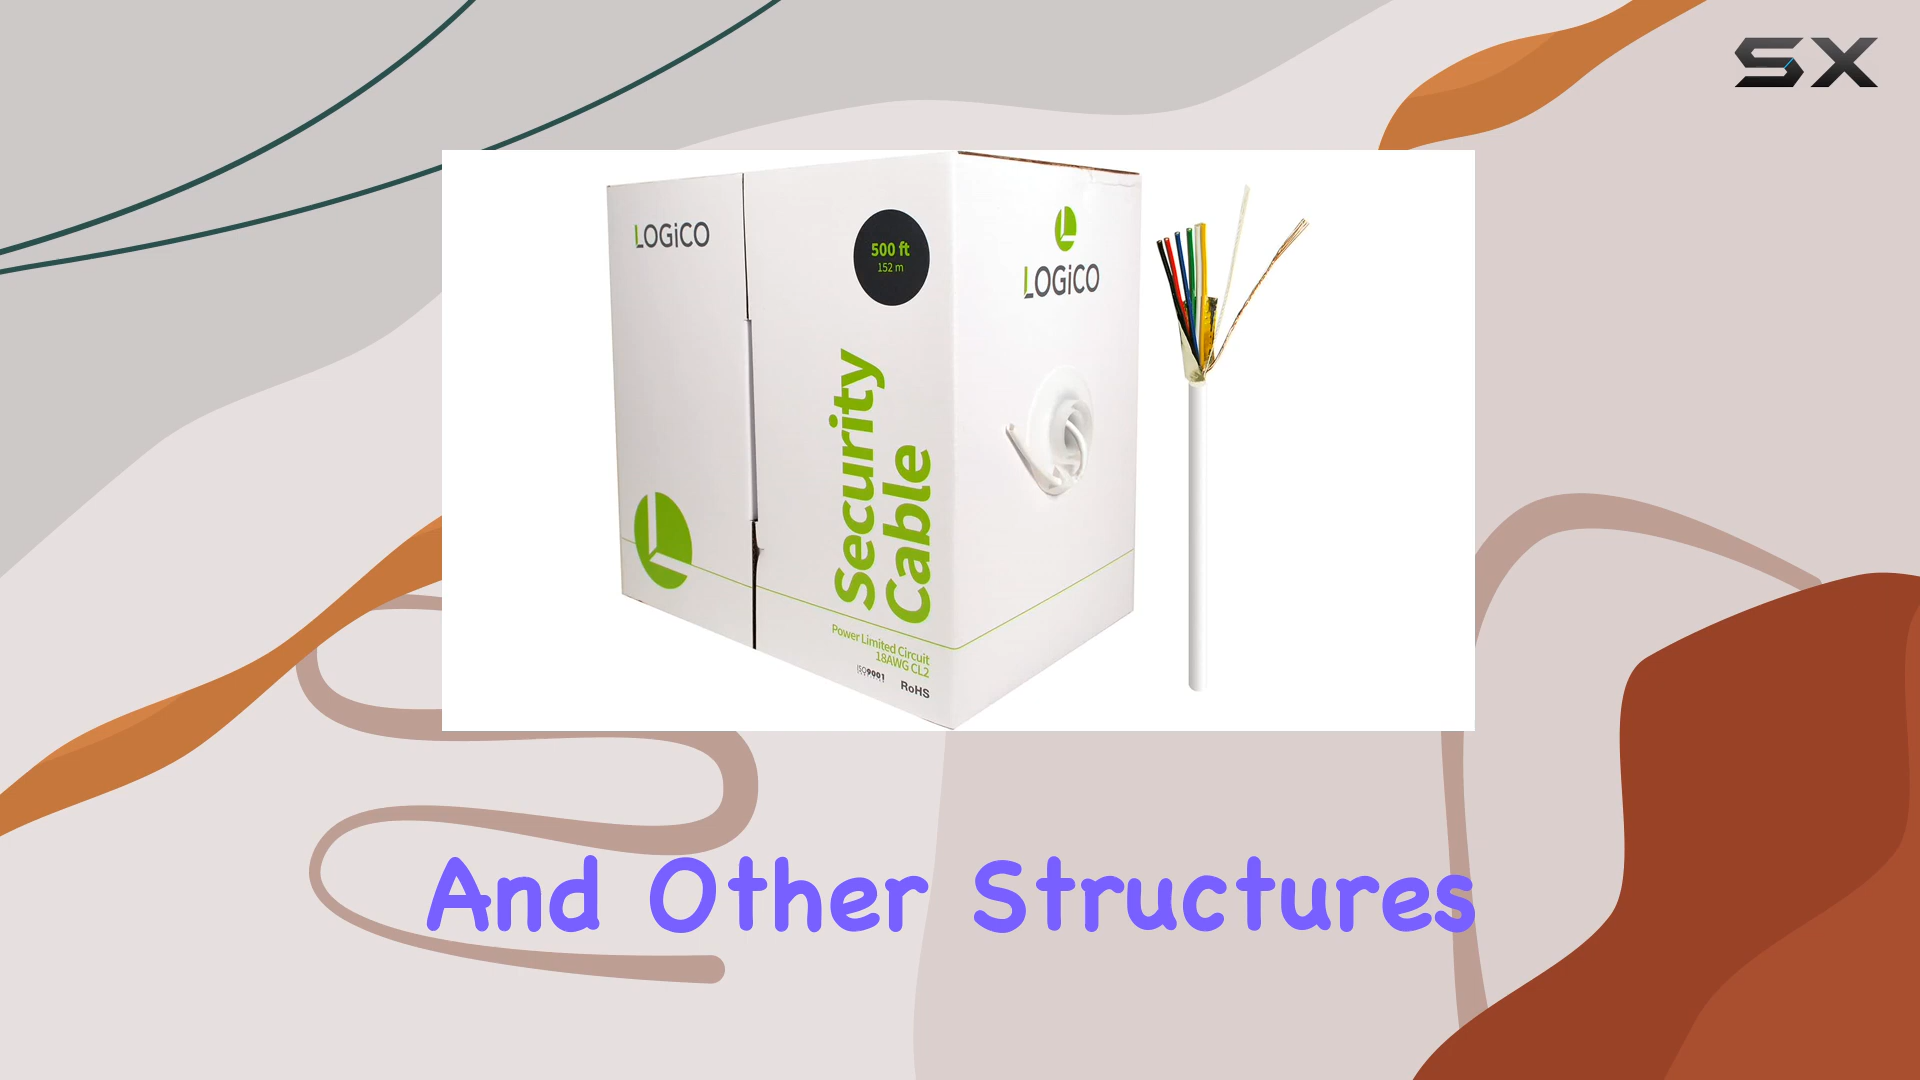 SX
LOGiCO
500 ft
152 m
LOGiCO
Security
Cable
Power Limited Circuit
18AWG CL2
ISO9001
RoHS
And Other Structures